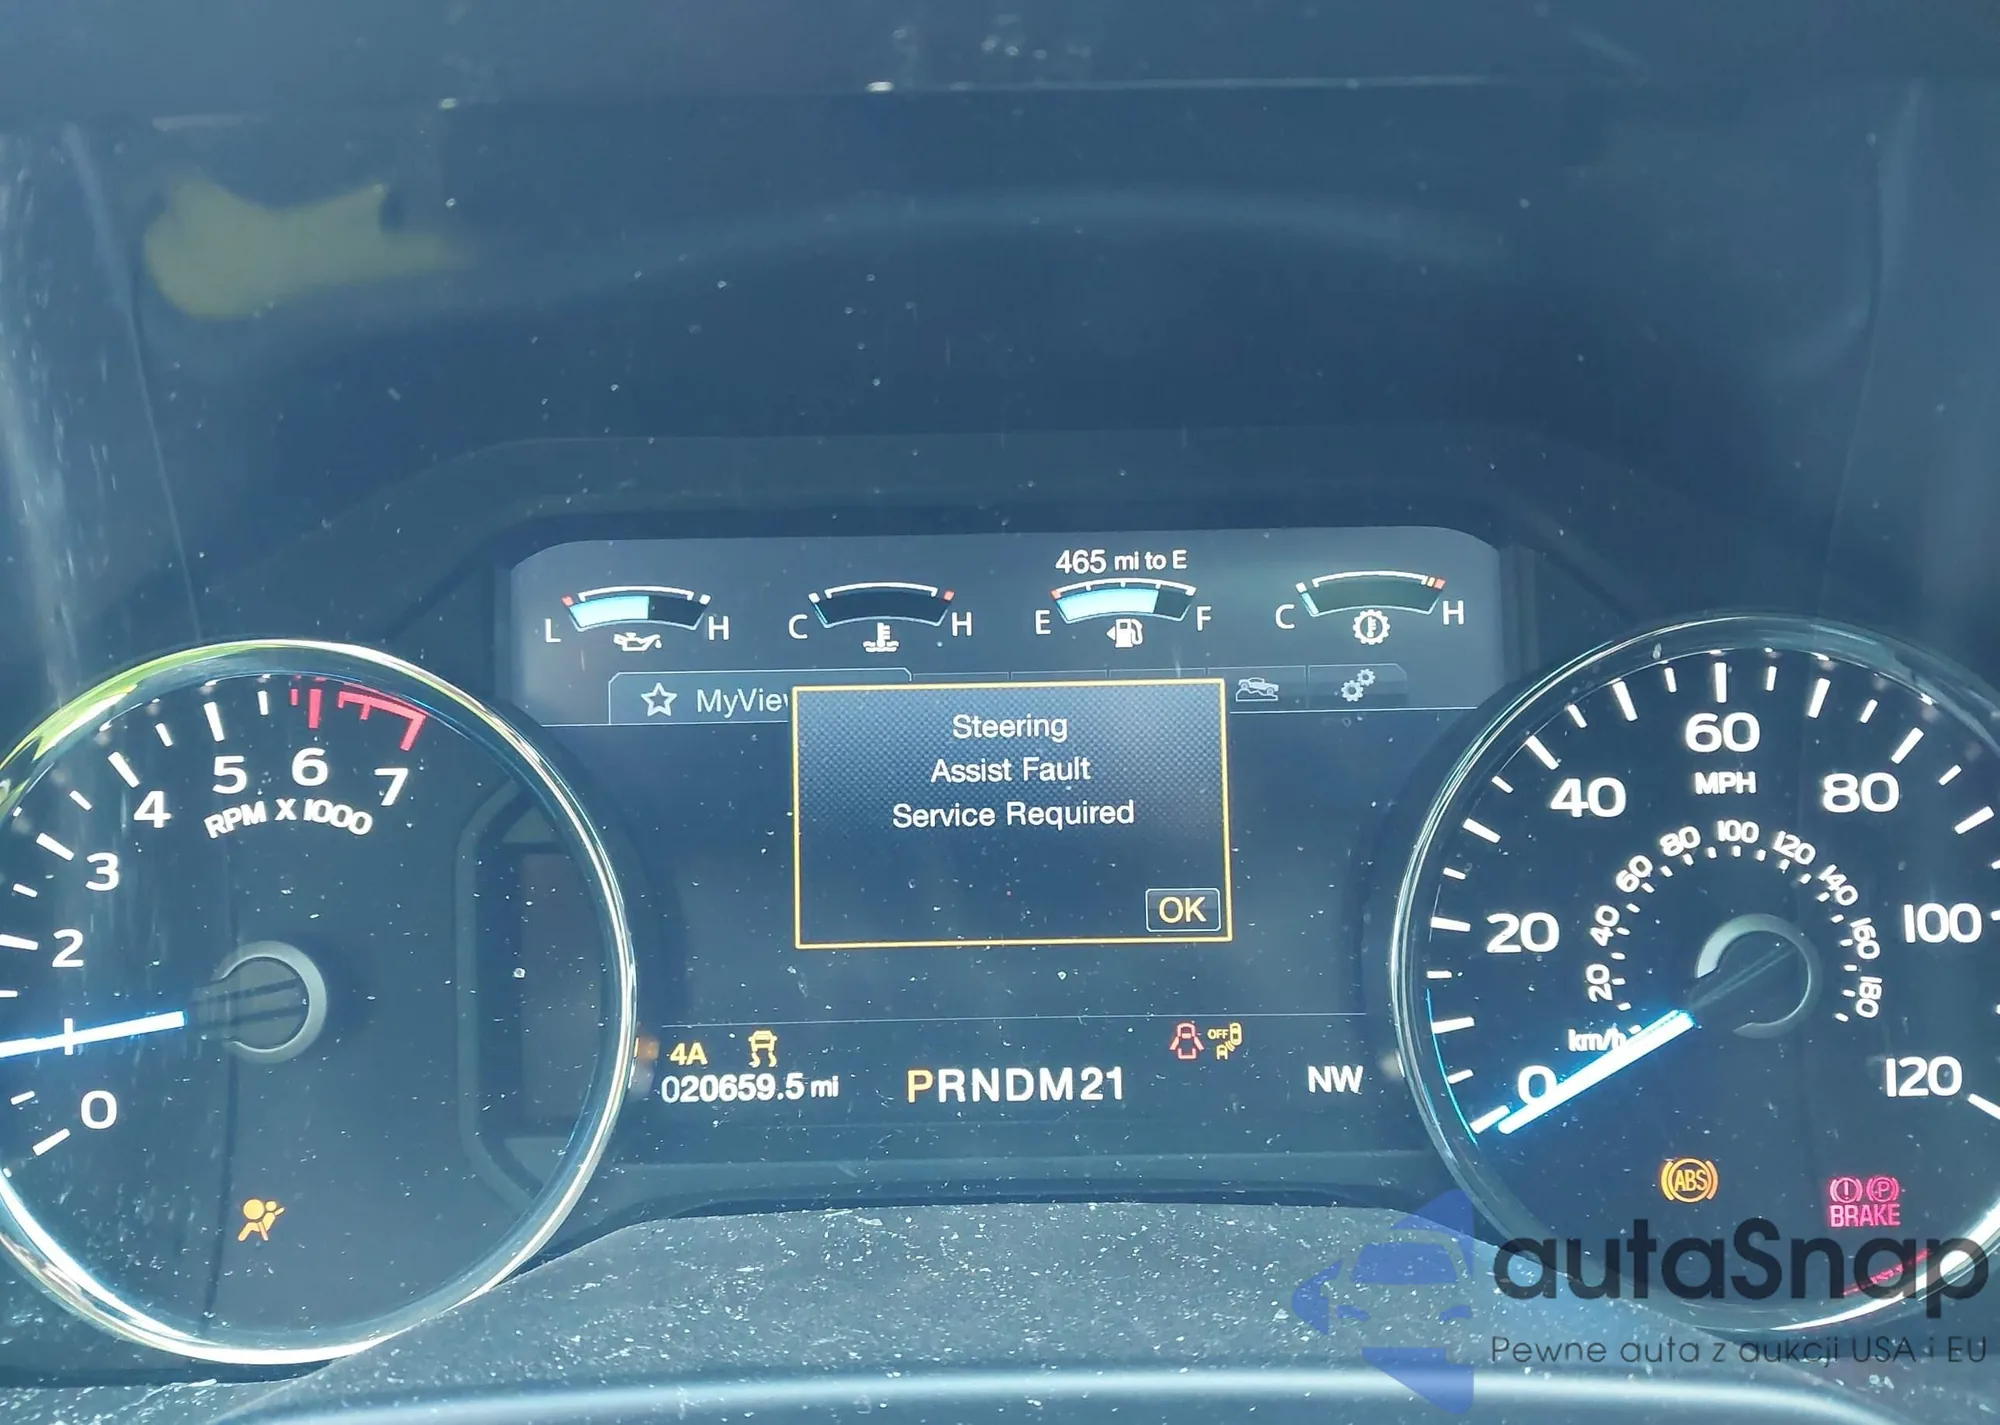 465 mi to E
L H C H E F C H
MyView
Steering
Assist Fault
Service Required
OK
0 2 3 4 5 6 7
RPM X 1000
0 20 40 60 80 100 120
MPH
20 40 60 80 100 120 140 160 180
km/h
4A
OFF
A
020659.5 mi
PRNDM21
NW
ABS
P
BRAKE
autaSnap
Pewne auta z aukcji USA i EU